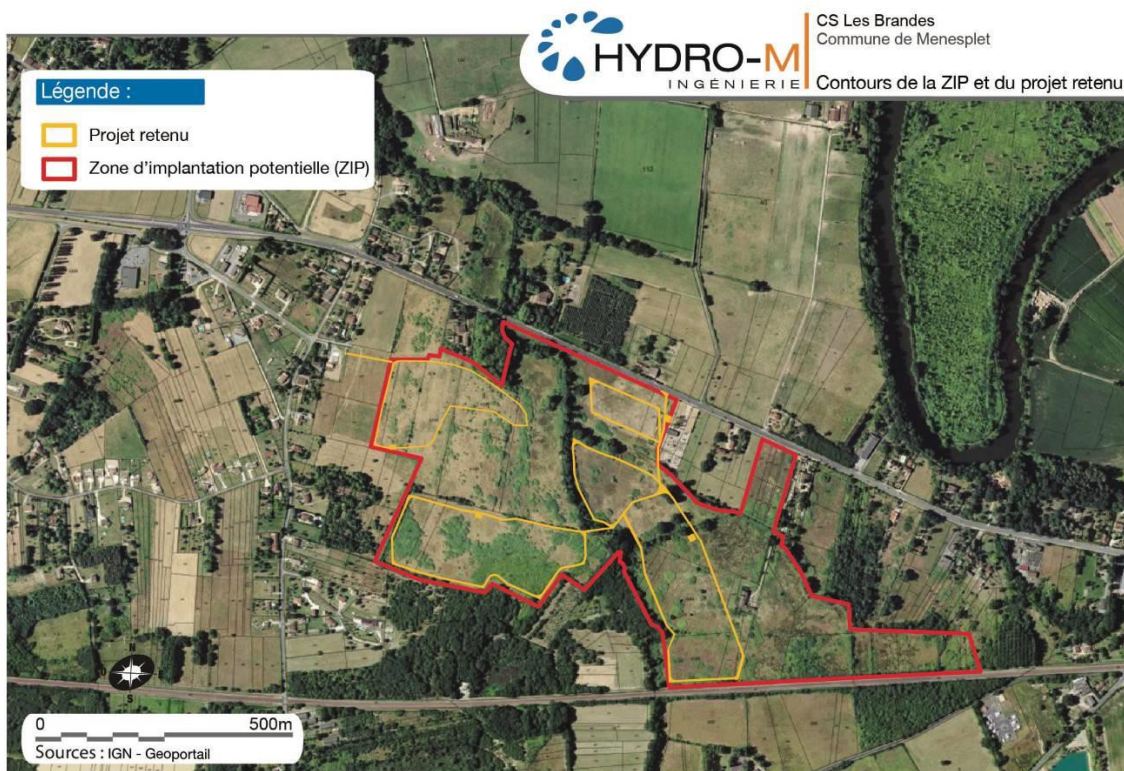 HYDRO-M
INGÉNIERIE
CS Les Brandes
Commune de Menesplet
Contours de la ZIP et du projet retenu
Légende :
Projet retenu
Zone d'implantation potentielle (ZIP)
N
S
0 500m
Sources : IGN - Geoportail